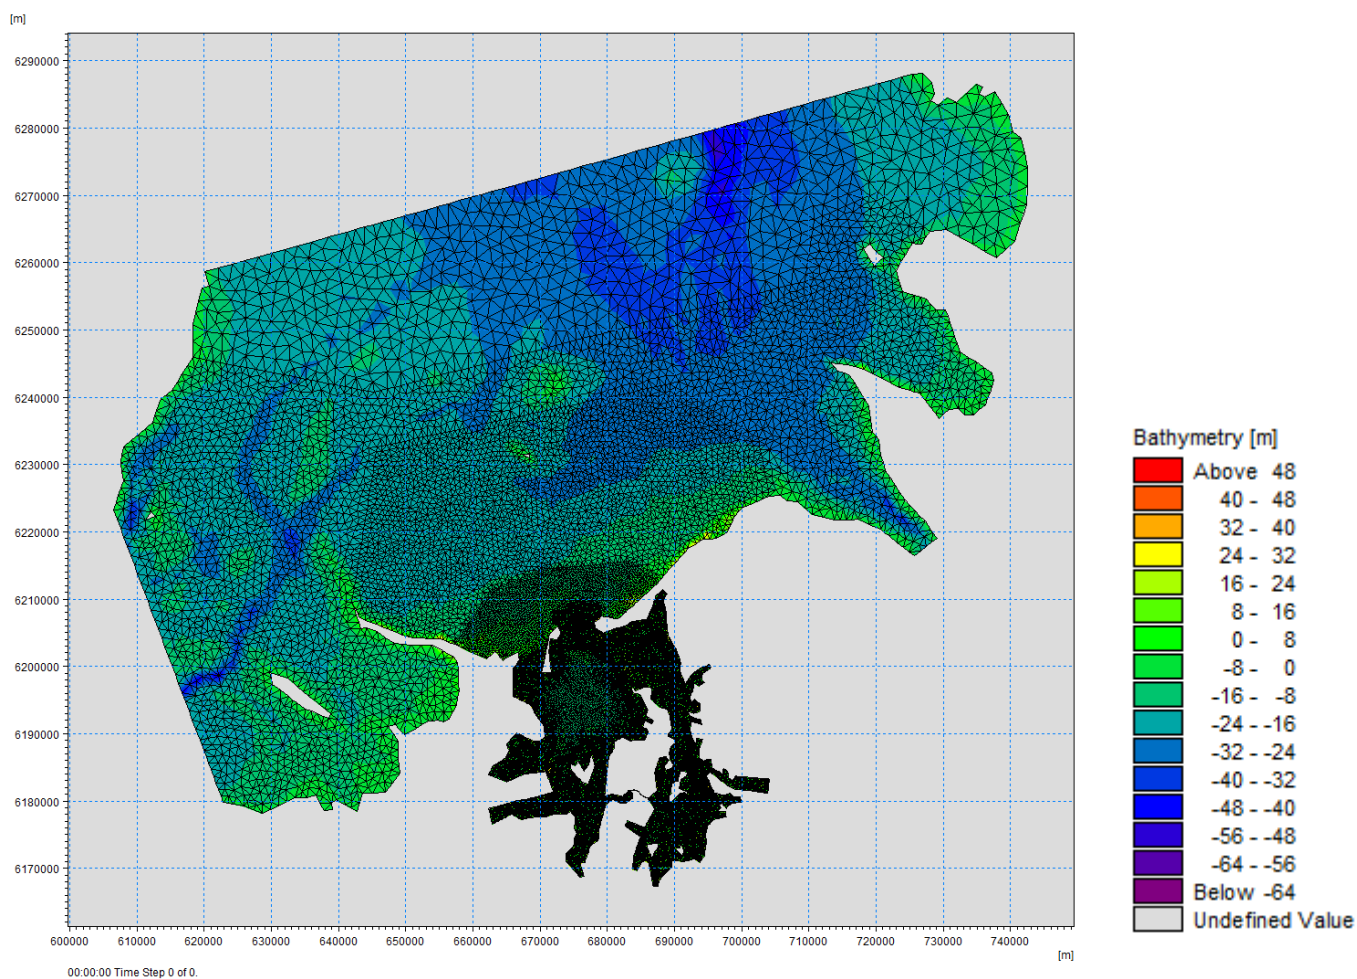 [m]
6290000
6280000
6270000
6260000
6250000
6240000
6230000
6220000
6210000
6200000
6190000
6180000
6170000
600000 610000 620000 630000 640000 650000 660000 670000 680000 690000 700000 710000 720000 730000 740000
[m]
00:00:00 Time Step 0 of 0.
Bathymetry [m]
Above 48
40 - 48
32 - 40
24 - 32
16 - 24
8 - 16
0 - 8
-8 - 0
-16 - -8
-24 - -16
-32 - -24
-40 - -32
-48 - -40
-56 - -48
-64 - -56
Below -64
Undefined Value